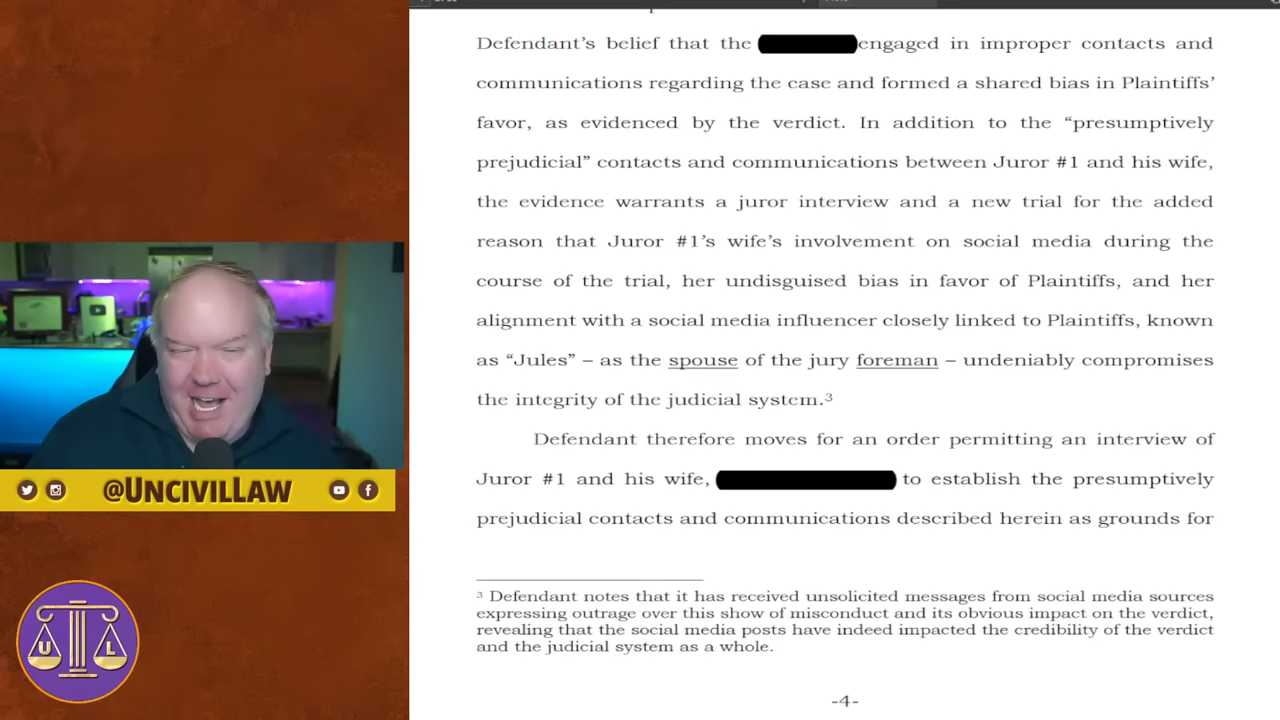 Defendant's belief that the engaged in improper contacts and
communications regarding the case and formed a shared bias in Plaintiffs'
favor, as evidenced by the verdict. In addition to the "presumptively
prejudicial" contacts and communications between Juror #1 and his wife,
the evidence warrants a juror interview and a new trial for the added
reason that Juror #1's wife's involvement on social media during the
course of the trial, her undisguised bias in favor of Plaintiffs, and her
alignment with a social media influencer closely linked to Plaintiffs, known
as "Jules" – as the spouse of the jury foreman – undeniably compromises
the integrity of the judicial system.³
Defendant therefore moves for an order permitting an interview of
Juror #1 and his wife, to establish the presumptively
prejudicial contacts and communications described herein as grounds for
³ Defendant notes that it has received unsolicited messages from social media sources
expressing outrage over this show of misconduct and its obvious impact on the verdict,
revealing that the social media posts have indeed impacted the credibility of the verdict
and the judicial system as a whole.
-4-
@UNCIVILLAW
U L